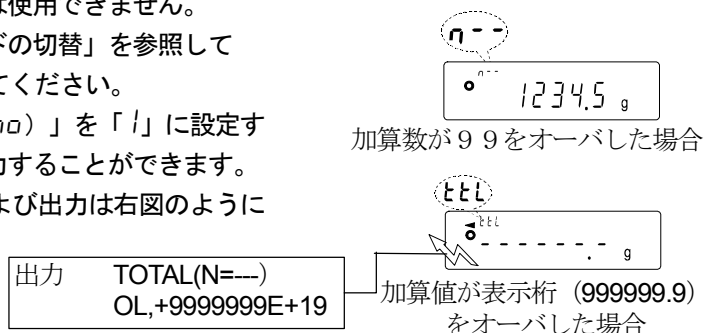 は使用できません。
ドの切替」を参照して
てください。
no）」を「1」に設定す
力することができます。
よび出力は右図のように
n--
n--
1234.5 g
加算数が９９をオーバした場合
ttL
ttL
------.- g
出力 TOTAL(N=---)
OL,+9999999E+19
加算値が表示桁（999999.9）
をオーバした場合